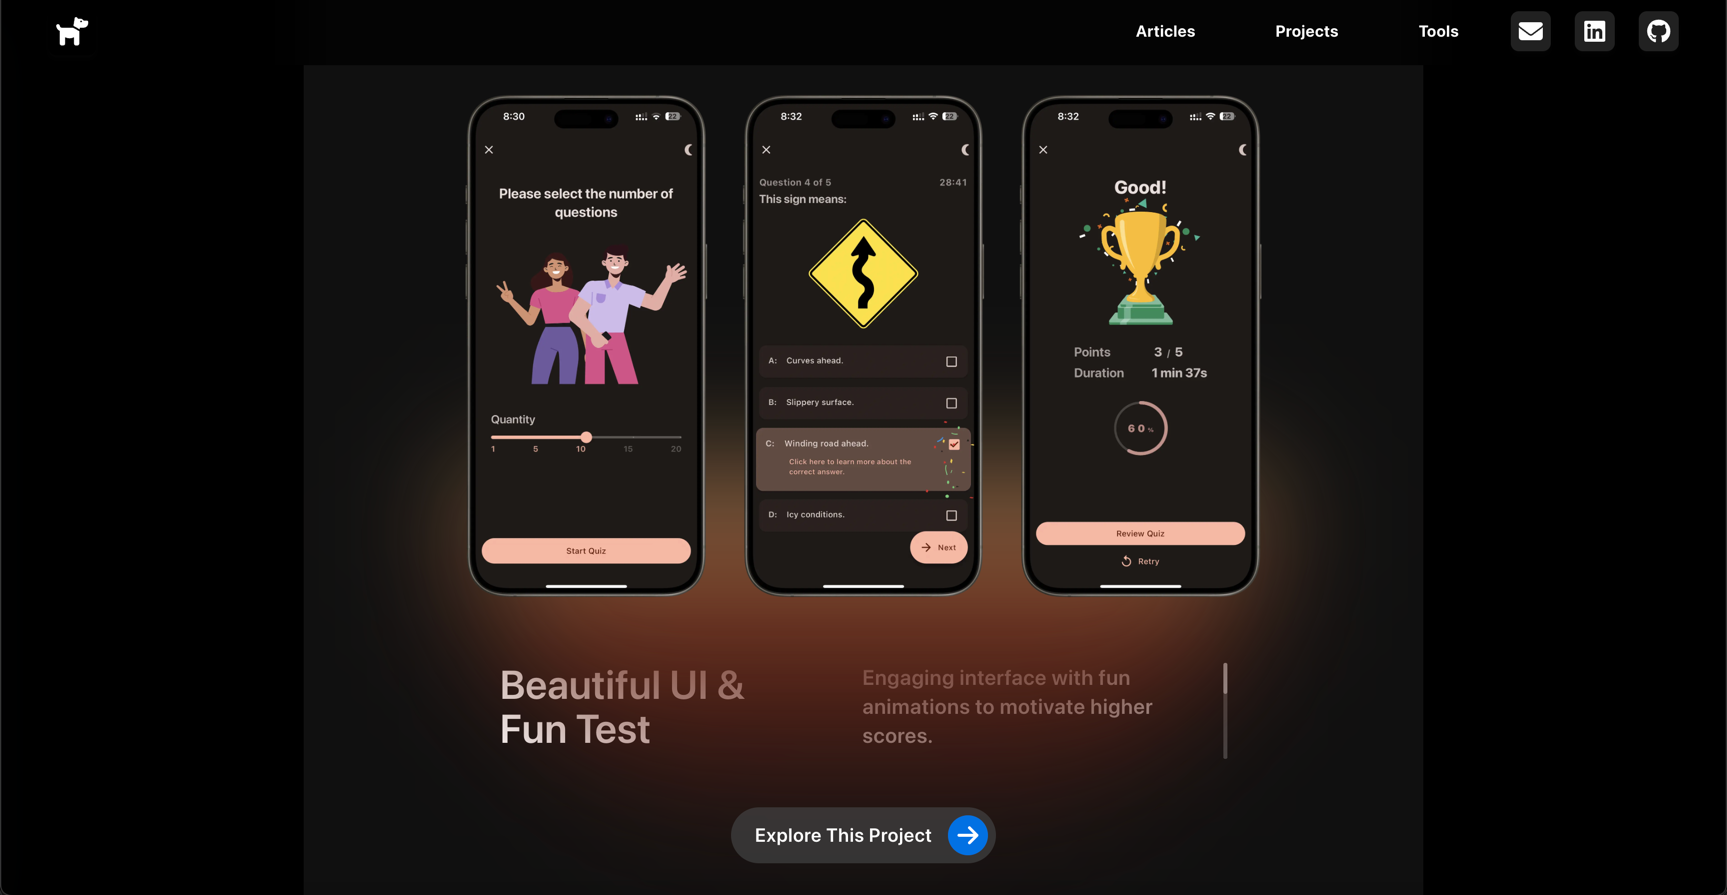 Articles
Projects
Tools
8:30
22
Please select the number of
questions
Quantity
1 5 10 15 20
Start Quiz
8:32
22
Question 4 of 5
28:41
This sign means:
A: Curves ahead.
B: Slippery surface.
C: Winding road ahead.
Click here to learn more about the
correct answer.
D: Icy conditions.
Next
8:32
22
Good!
Points 3 / 5
Duration 1 min 37s
60 %
Review Quiz
Retry
Beautiful UI &
Fun Test
Engaging interface with fun
animations to motivate higher
scores.
Explore This Project